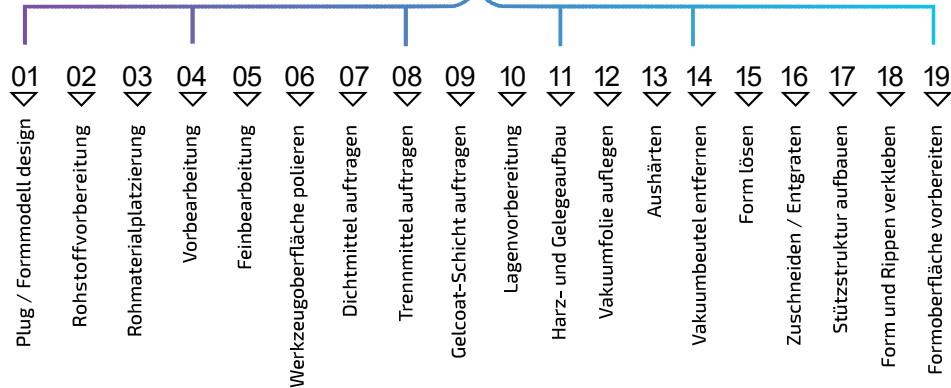 01 02 03 04 05 06 07 08 09 10 11 12 13 14 15 16 17 18 19
Plug / Formmodell design
Rohstoffvorbereitung
Rohmaterialplatzierung
Vorbearbeitung
Feinbearbeitung
Werkzeugoberfläche polieren
Dichtmittel auftragen
Trennmittel auftragen
Gelcoat-Schicht auftragen
Lagenvorbereitung
Harz- und Gelegeaufbau
Vakuumfolie auflegen
Aushärten
Vakuumbeutel entfernen
Form lösen
Zuschneiden / Entgraten
Stützstruktur aufbauen
Form und Rippen verkleben
Formoberfläche vorbereiten